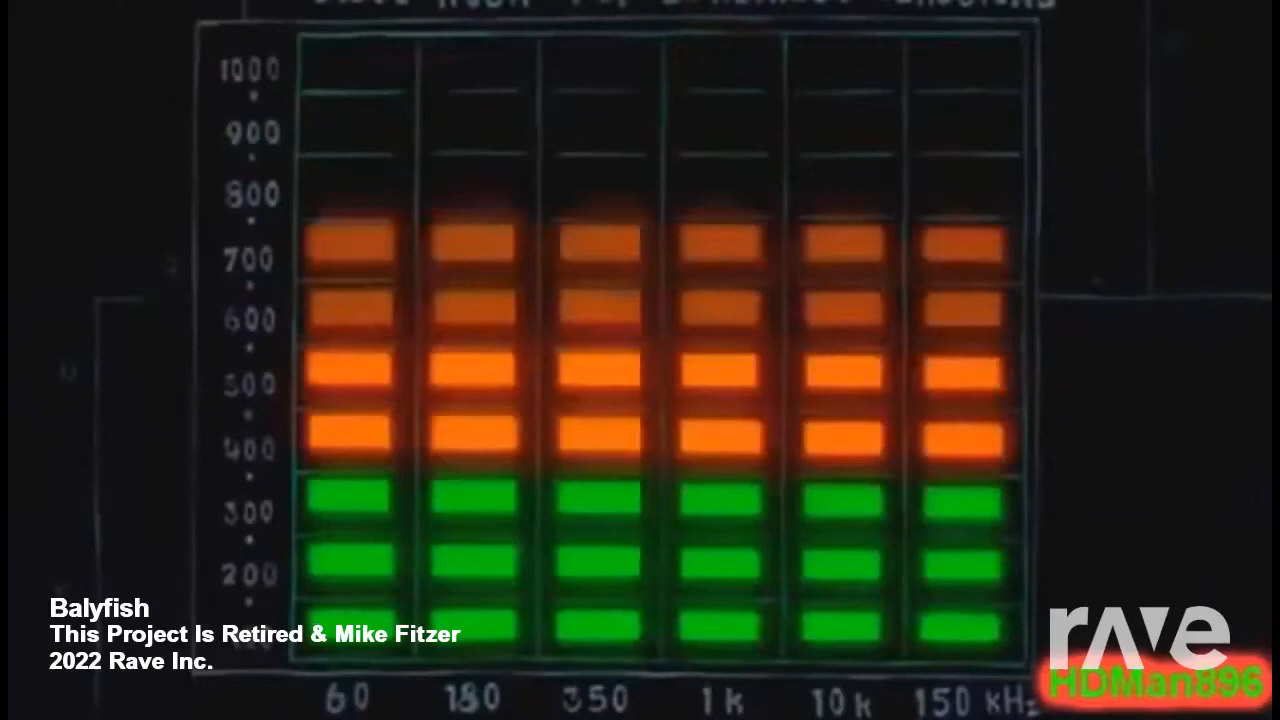 1000
900
800
700
600
500
400
300
200
Balyfish
This Project Is Retired & Mike Fitzer
2022 Rave Inc.
rave
HDMan896
60 180 350 1k 10k 150 kHz